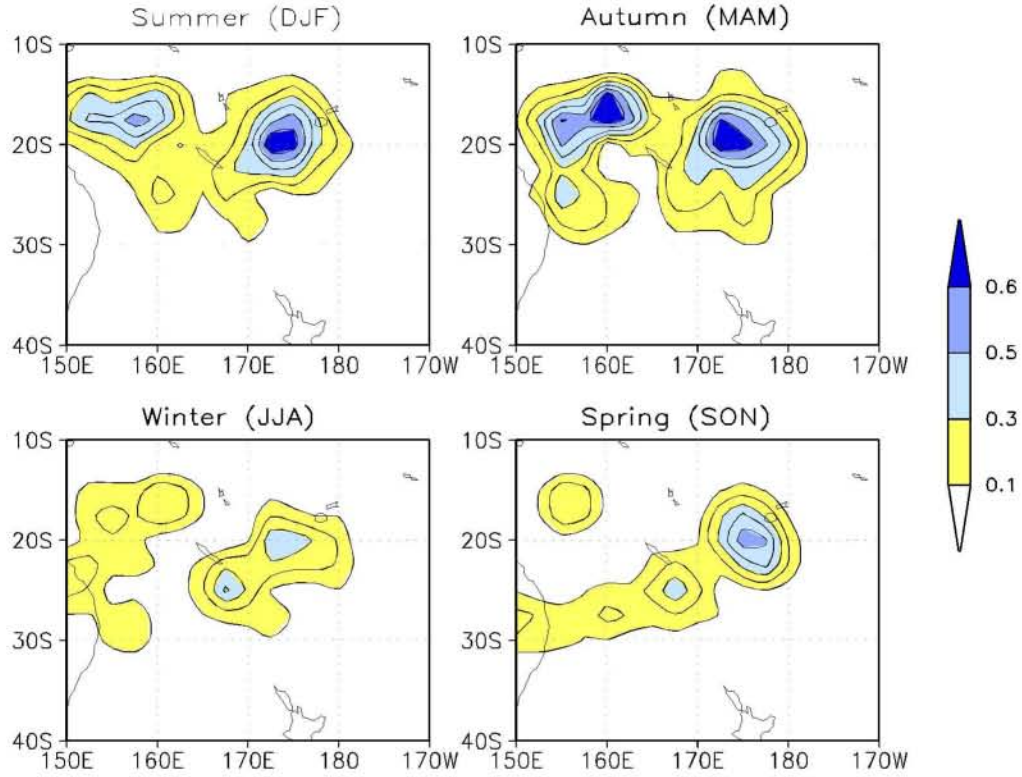 Summer (DJF)
Autumn (MAM)
10S
20S
30S
40S
150E 160E 170E 180 170W
10S
20S
30S
40S
150E 160E 170E 180 170W
0.6
0.5
0.3
0.1
Winter (JJA)
Spring (SON)
10S
20S
30S
40S
150E 160E 170E 180 170W
10S
20S
30S
40S
150E 160E 170E 180 170W